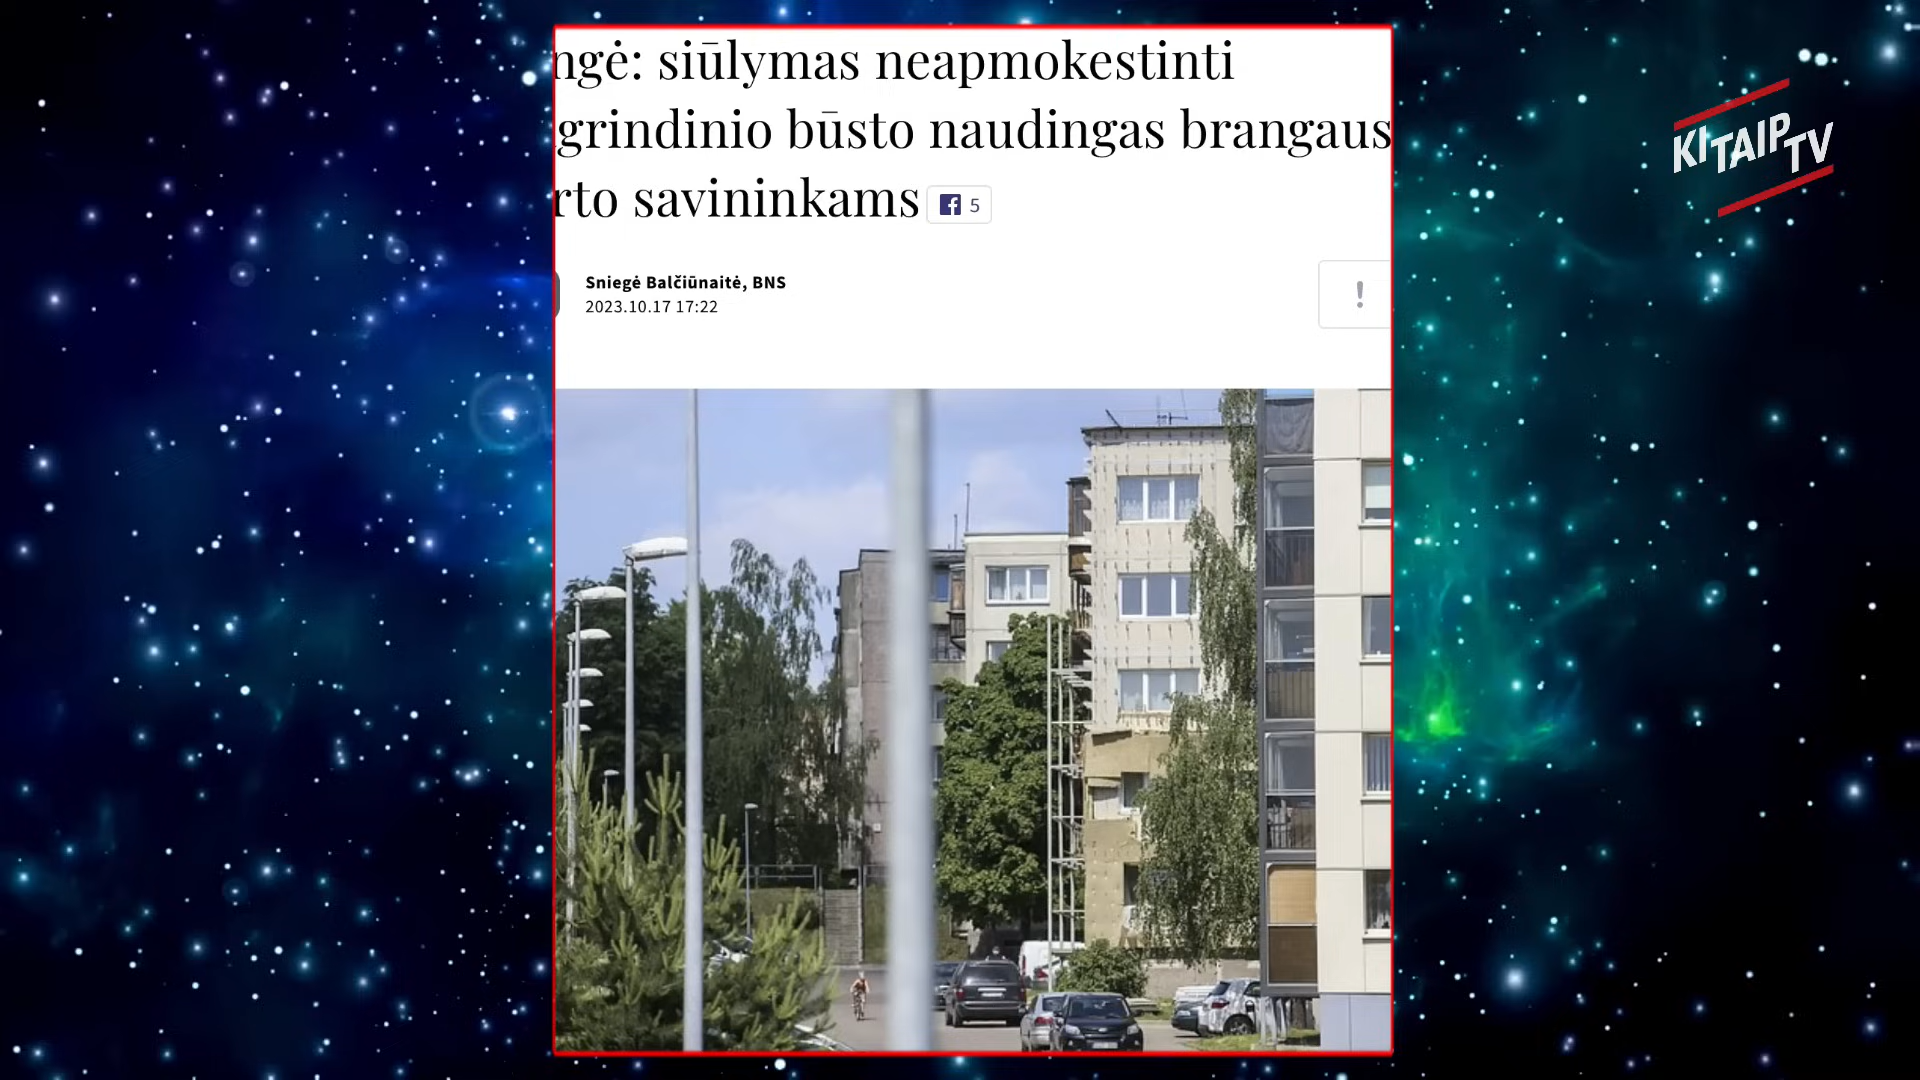 ngė: siūlymas neapmokestinti
grindinio būsto naudingas brangaus
rto savininkams
5
Sniegė Balčiūnaitė, BNS
2023.10.17 17:22
!
KITAIP TV